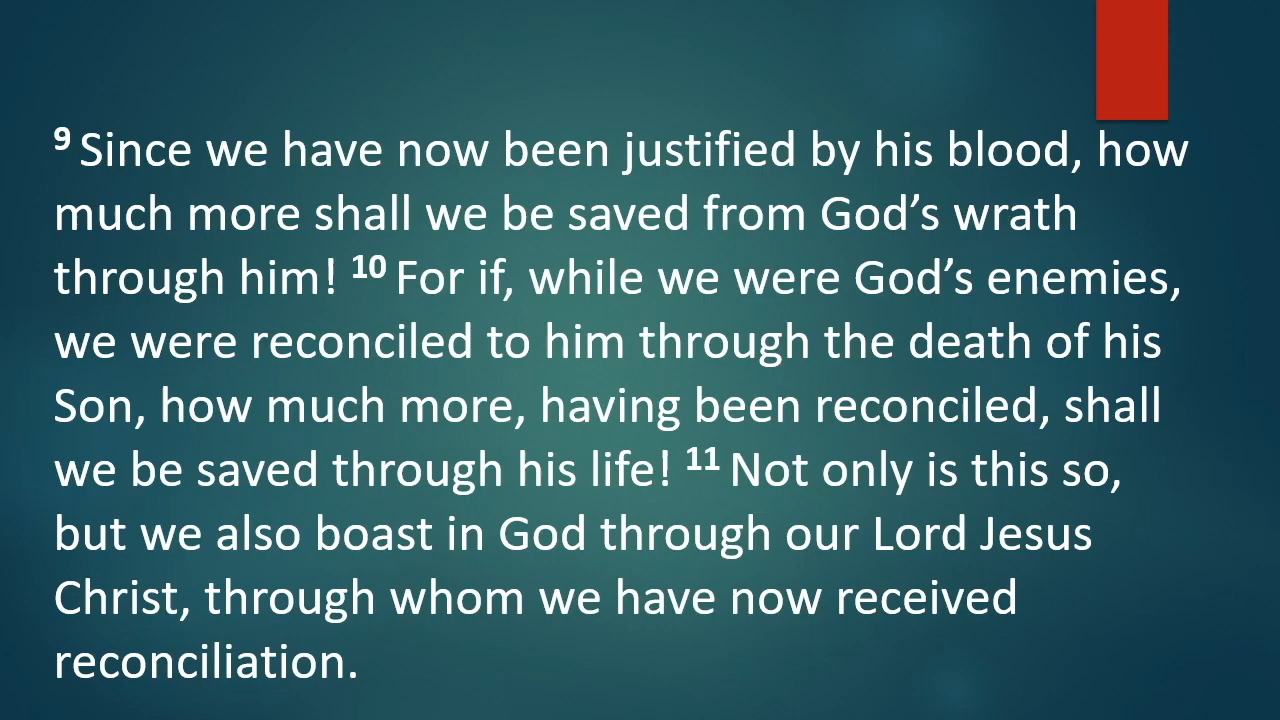 9 Since we have now been justified by his blood, how
much more shall we be saved from God’s wrath
through him! 10 For if, while we were God’s enemies,
we were reconciled to him through the death of his
Son, how much more, having been reconciled, shall
we be saved through his life! 11 Not only is this so,
but we also boast in God through our Lord Jesus
Christ, through whom we have now received
reconciliation.